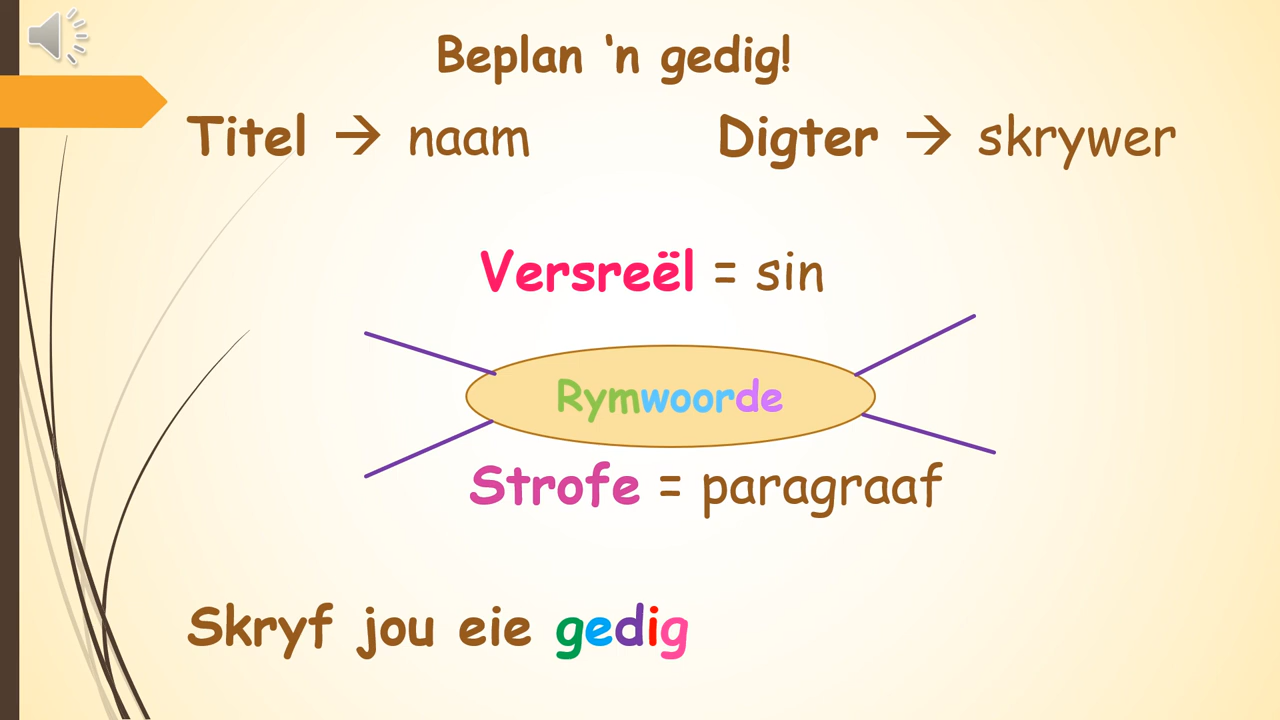 Beplan ‘n gedig!
Titel → naam Digter → skrywer
Versreël = sin
Rymwoorde
Strofe = paragraaf
Skryf jou eie gedig